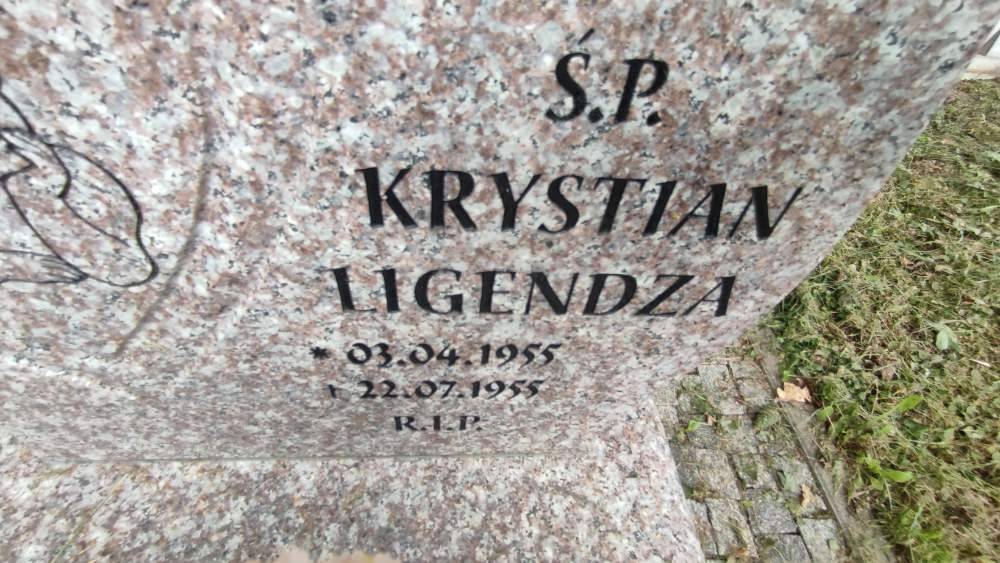 Ś.P.
KRYSTIAN
LIGENDZA
* 03.04.1955
† 22.07.1955
R.I.P.